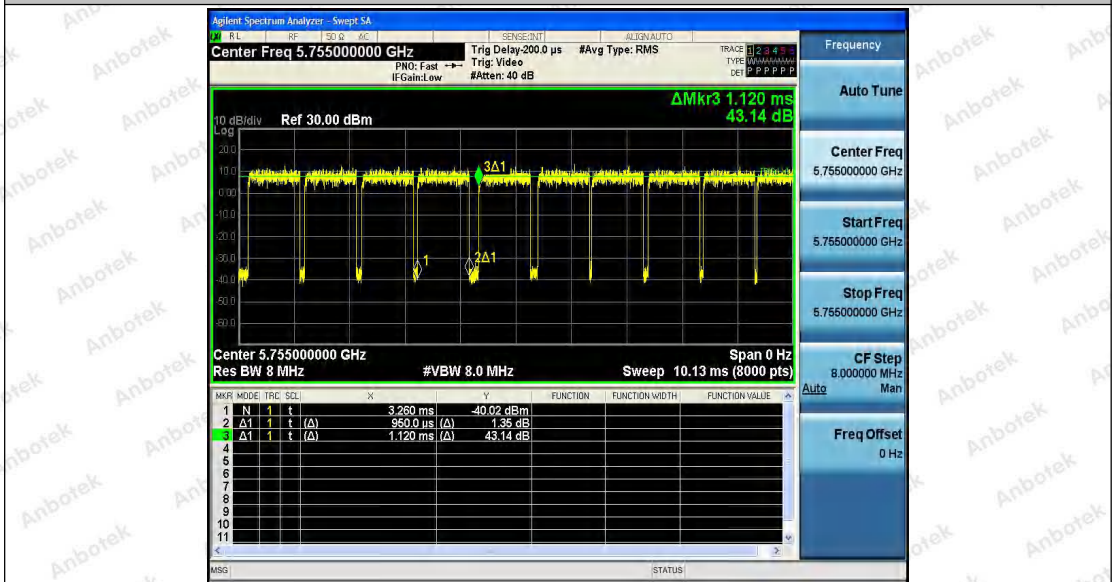 Agilent Spectrum Analyzer - Swept SA
RL RF 50 Ω AC SENSE:INT ALIGN AUTO
Center Freq 5.755000000 GHz
PNO: Fast
IFGain:Low
Trig Delay-200.0 µs
Trig: Video
#Atten: 40 dB
#Avg Type: RMS
TRACE 1 2 3 4 5 6
TYPE
DET P P P P P P
ΔMkr3 1.120 ms
43.14 dB
10 dB/div
Log
Ref 30.00 dBm
20.0
10.0
0.00
-10.0
-20.0
-30.0
-40.0
-50.0
-60.0
3Δ1
1
2Δ1
Center 5.755000000 GHz
Span 0 Hz
Res BW 8 MHz
#VBW 8.0 MHz
Sweep 10.13 ms (8000 pts)
MKR MODE TRC SCL X Y FUNCTION FUNCTION WIDTH FUNCTION VALUE
1 N 1 t 3.260 ms -40.02 dBm
2 Δ1 1 t (Δ) 950.0 µs (Δ) 1.35 dB
3 Δ1 1 t (Δ) 1.120 ms (Δ) 43.14 dB
4
5
6
7
8
9
10
11
MSG
STATUS
Frequency
Auto Tune
Center Freq
5.755000000 GHz
Start Freq
5.755000000 GHz
Stop Freq
5.755000000 GHz
CF Step
8.000000 MHz
Auto Man
Freq Offset
0 Hz
Anbotek